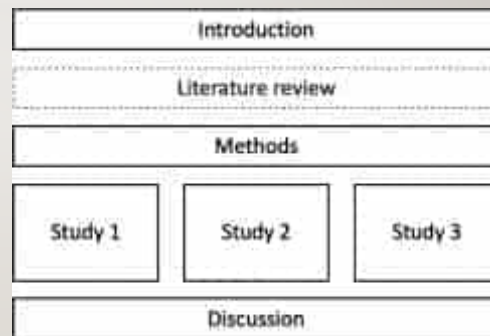 Introduction
Literature review
Methods
Study 1 Study 2 Study 3
Discussion